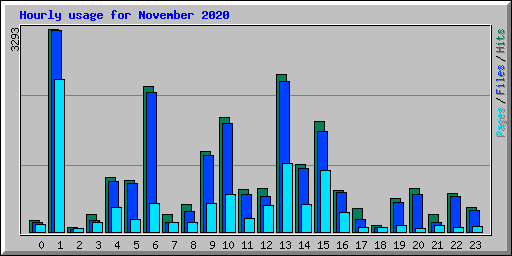 Hourly usage for November 2020
3293
Pages / Files / Hits
0 1 2 3 4 5 6 7 8 9 10 11 12 13 14 15 16 17 18 19 20 21 22 23